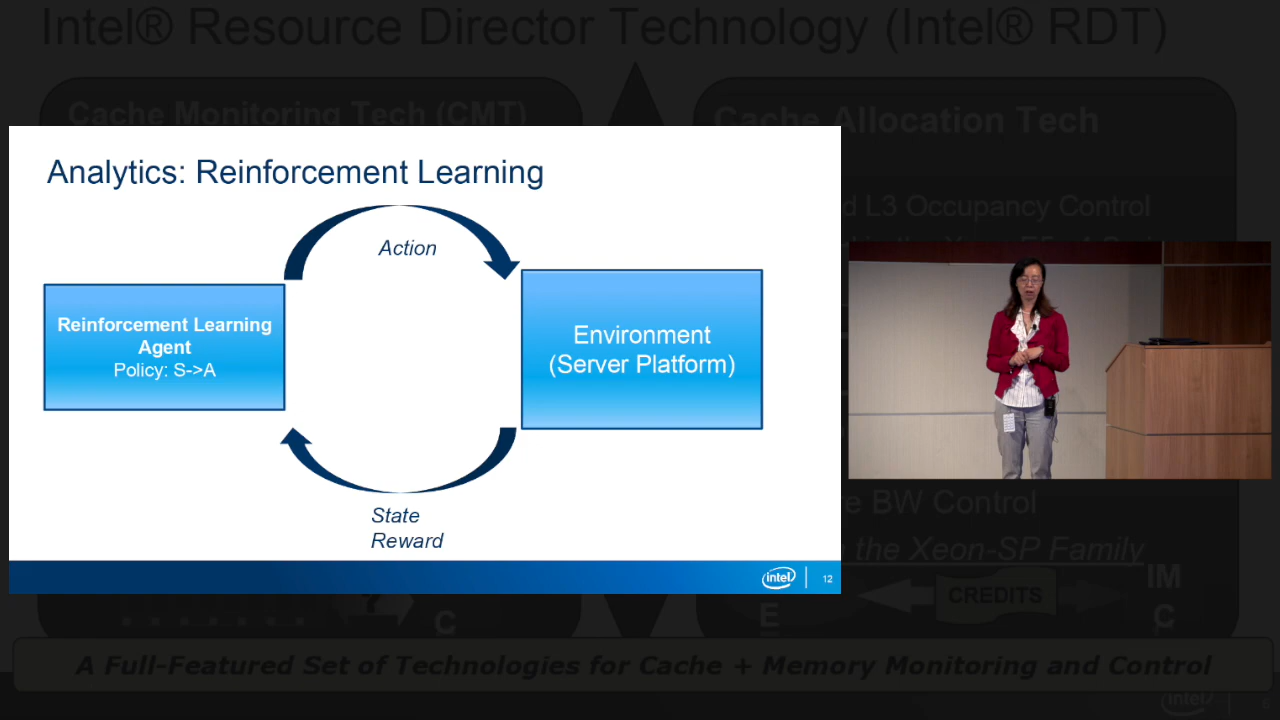 Intel® Resource Director Technology (Intel® RDT)
Cache Monitoring Tech (CMT)
Cache Allocation Tech
Analytics: Reinforcement Learning
Action
Reinforcement Learning
Agent
Policy: S->A
Environment
(Server Platform)
State
Reward
intel
12
L3 Occupancy Control
BW Control
the Xeon-SP Family
CREDITS
IM
C
E
?
C
A Full-Featured Set of Technologies for Cache + Memory Monitoring and Control
intel
6